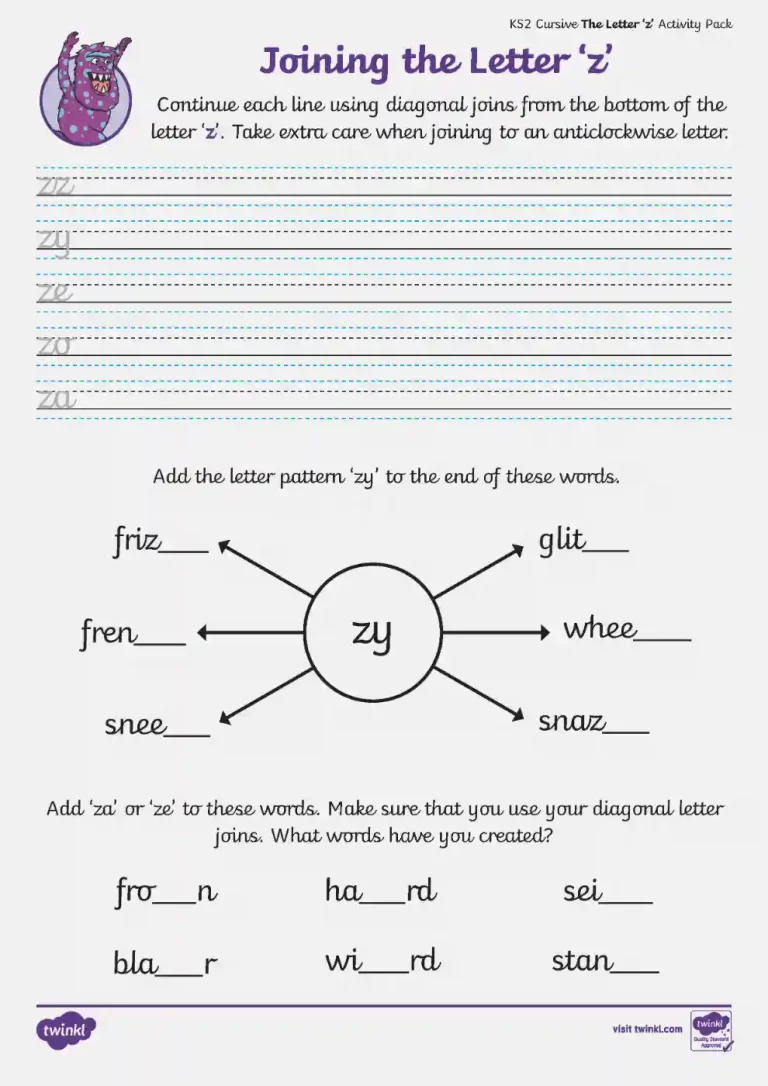 KS2 Cursive The Letter 'z' Activity Pack
Joining the Letter 'z'
Continue each line using diagonal joins from the bottom of the
letter 'z'. Take extra care when joining to an anticlockwise letter.
zz
zy
ze
zo
za
Add the letter pattern 'zy' to the end of these words.
friz___ glit___
fren___ zy whee___
snee___ snaz___
Add 'za' or 'ze' to these words. Make sure that you use your diagonal letter
joins. What words have you created?
fro___n ha___rd sei___
bla___r wi___rd stan___
twinkl visit twinkl.com twinkl
Quality Standard
Approved